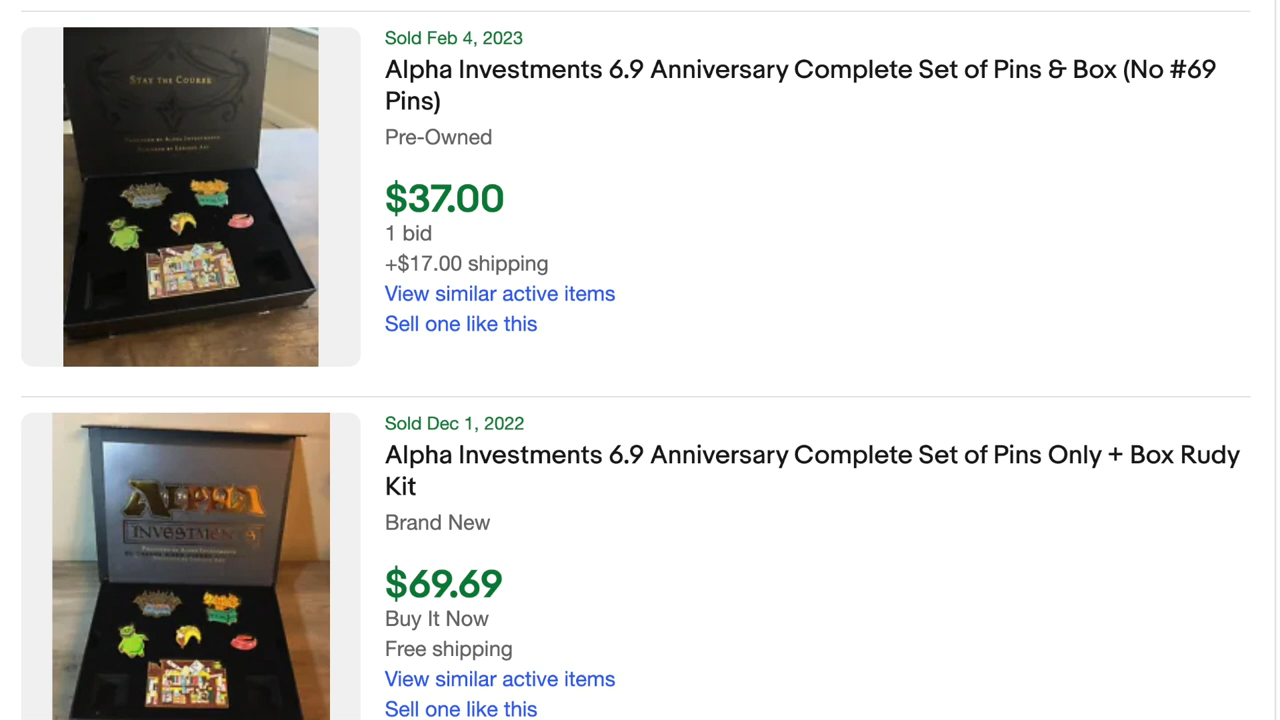 STAY THE COURSE
Sold Feb 4, 2023
Alpha Investments 6.9 Anniversary Complete Set of Pins & Box (No #69
Pins)
Pre-Owned
$37.00
1 bid
+$17.00 shipping
View similar active items
Sell one like this
ALPHA
INVESTMENTS
Sold Dec 1, 2022
Alpha Investments 6.9 Anniversary Complete Set of Pins Only + Box Rudy
Kit
Brand New
$69.69
Buy It Now
Free shipping
View similar active items
Sell one like this